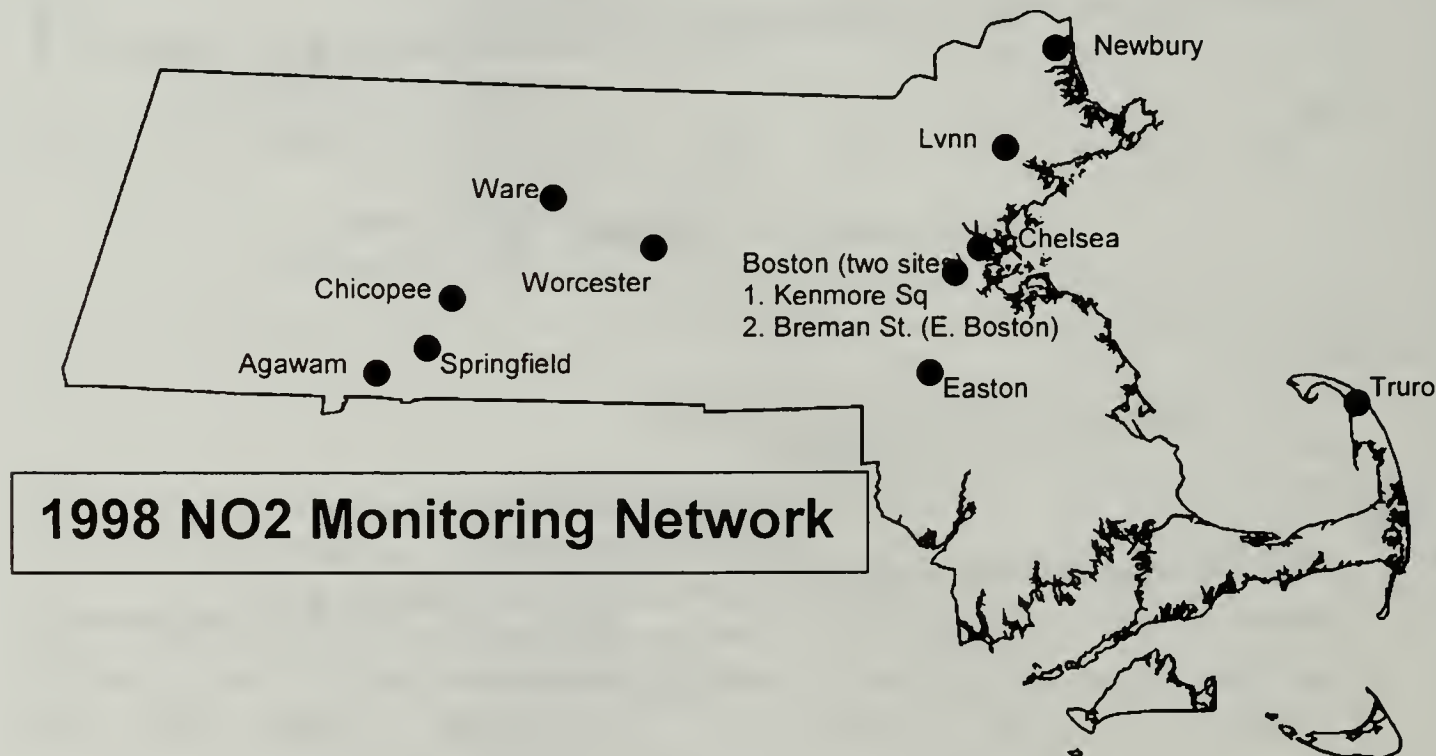 Newbury
Lvnn
Ware
Chelsea
Boston (two sites
1. Kenmore Sq
2. Breman St. (E. Boston)
Worcester
Chicopee
Agawam
Springfield
Easton
Truro
1998 NO2 Monitoring Network